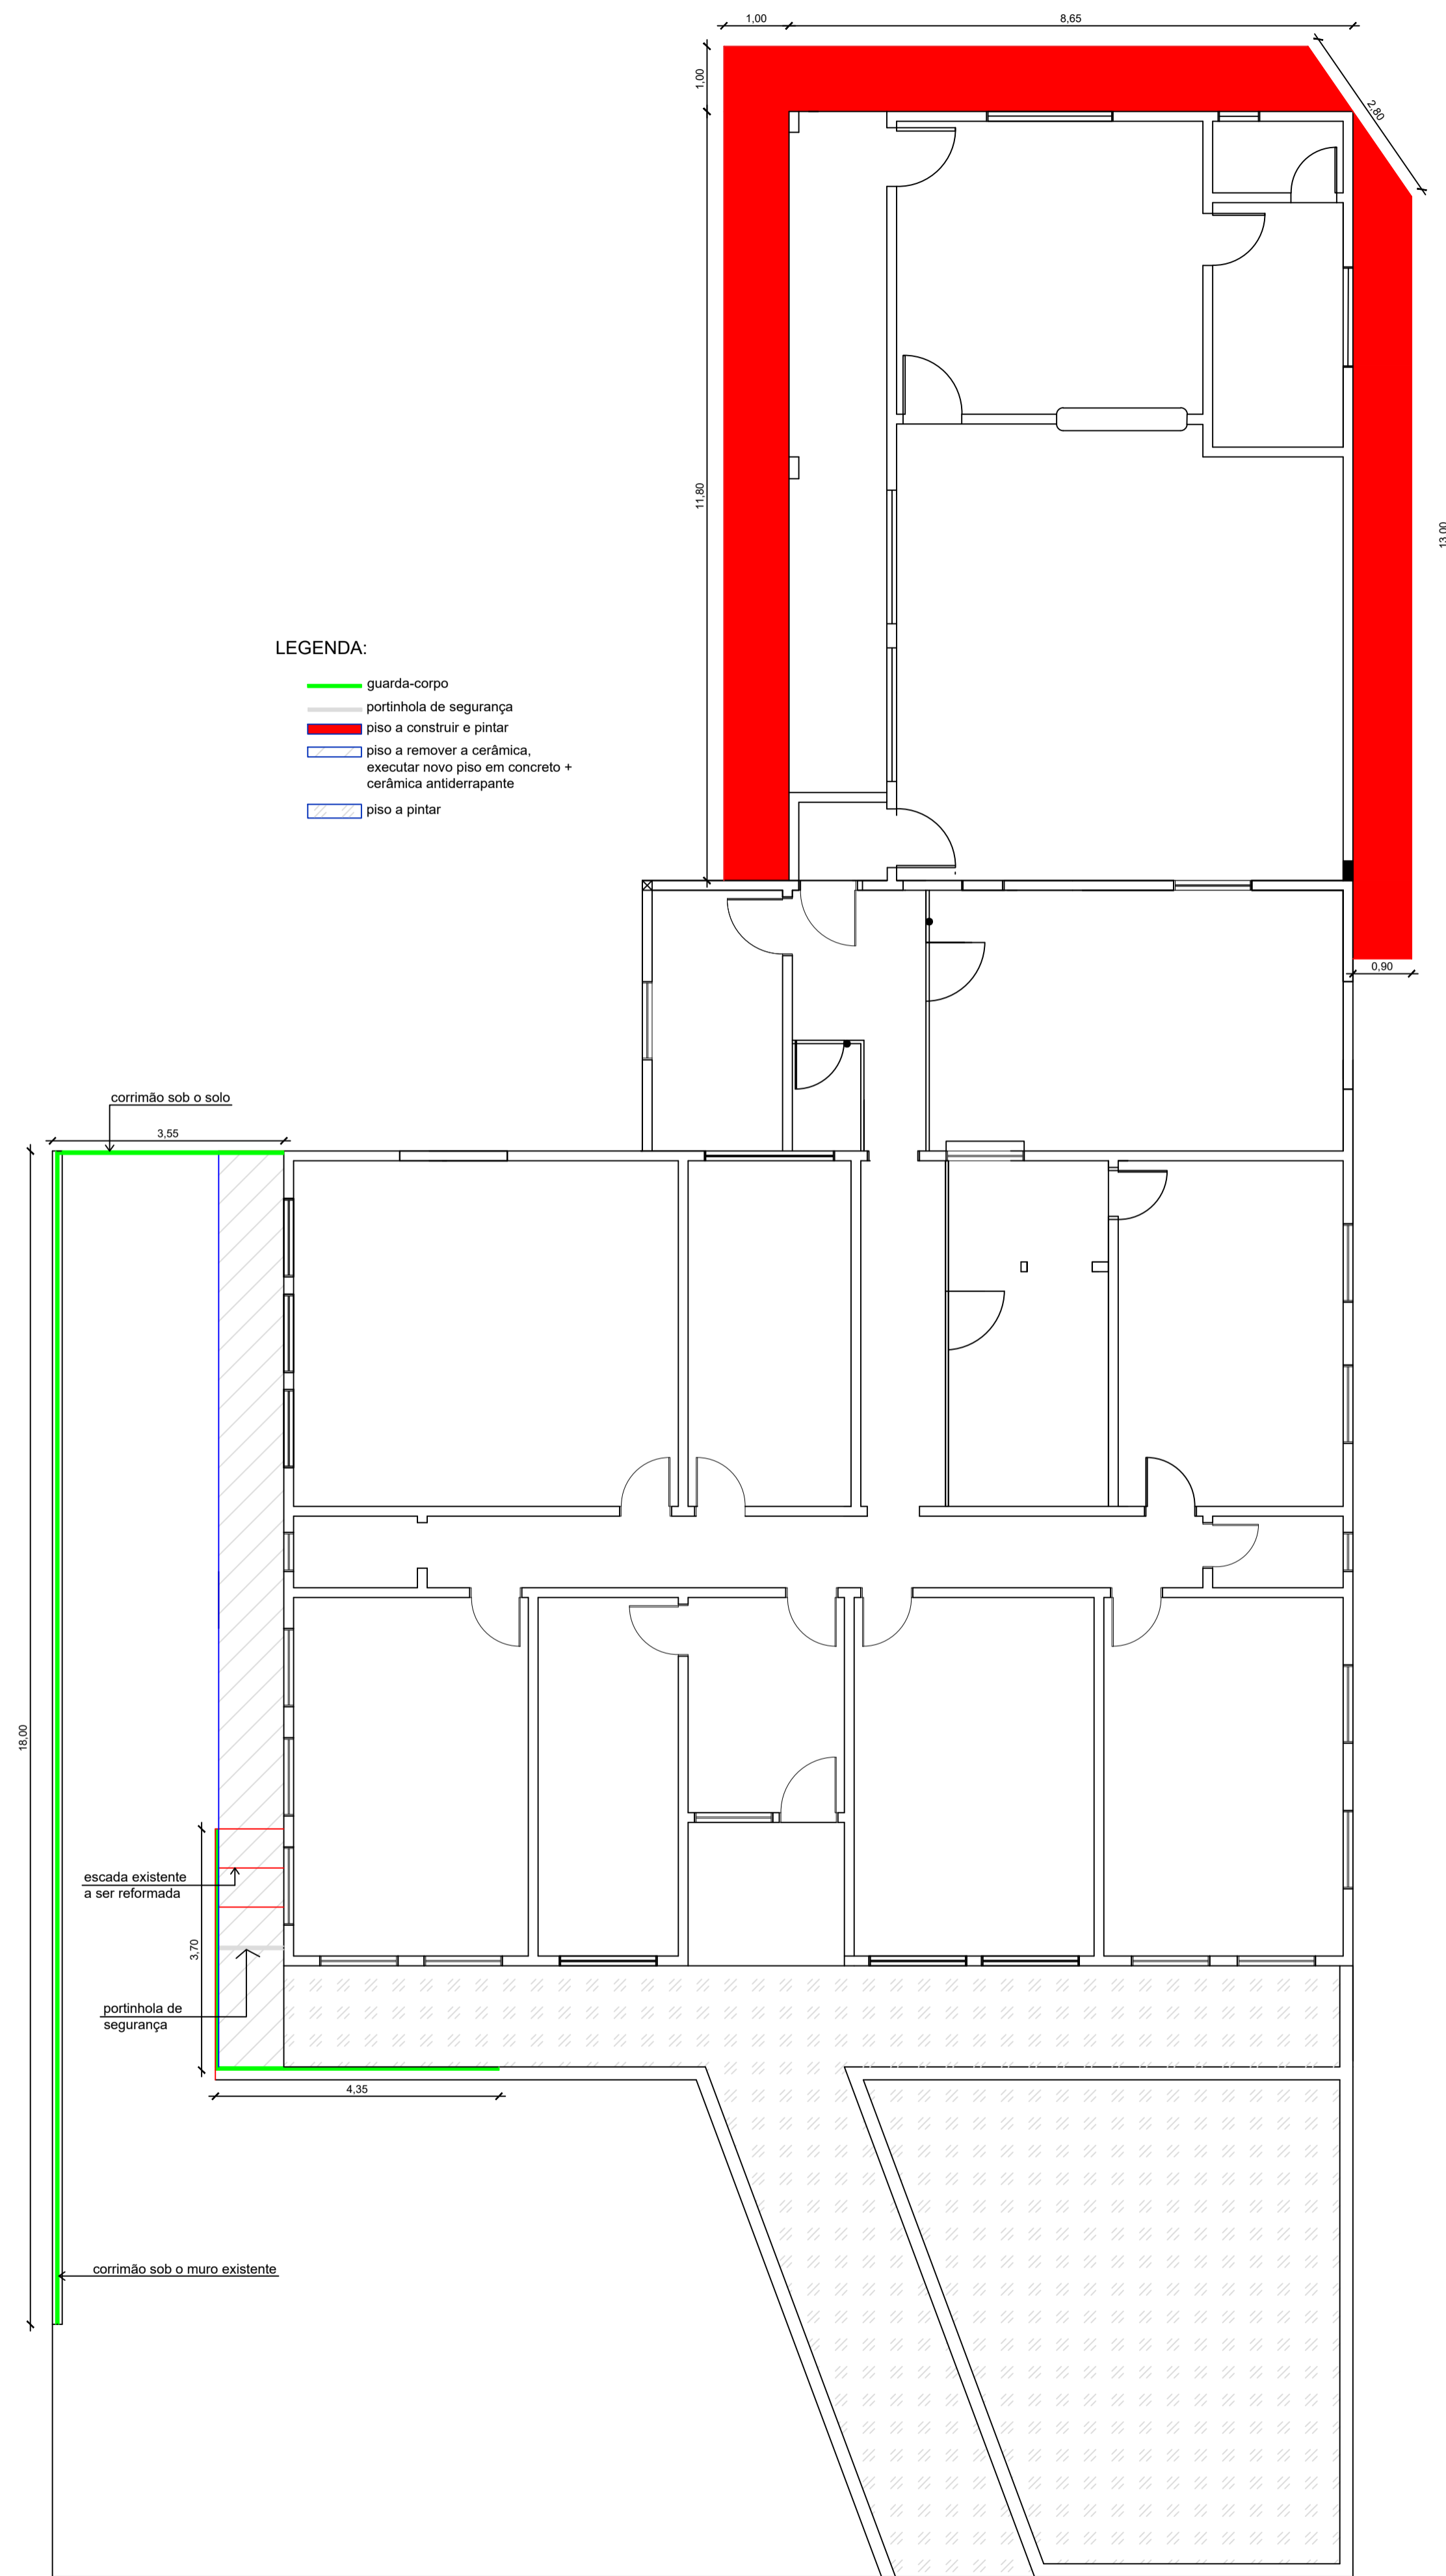 1,00
8,65
1,00
2,80
11,80
13,00
LEGENDA:
guarda-corpo
portinhola de segurança
piso a construir e pintar
piso a remover a cerâmica,
executar novo piso em concreto +
cerâmica antiderrapante
piso a pintar
0,90
corrimão sob o solo
3,55
18,00
escada existente
a ser reformada
3,70
portinhola de
segurança
4,35
corrimão sob o muro existente